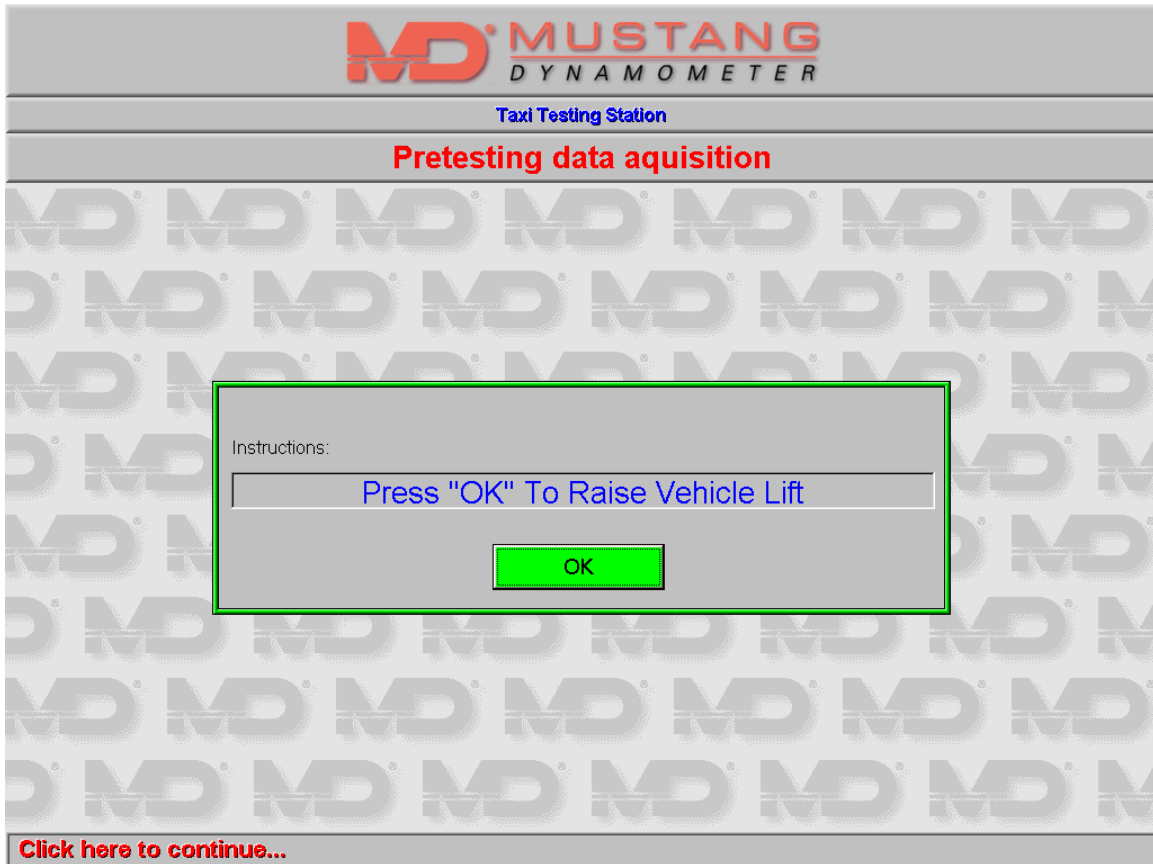 MD® MUSTANG
DYNAMOMETER
Taxi Testing Station
Pretesting data aquisition
Instructions:
Press "OK" To Raise Vehicle Lift
OK
Click here to continue...